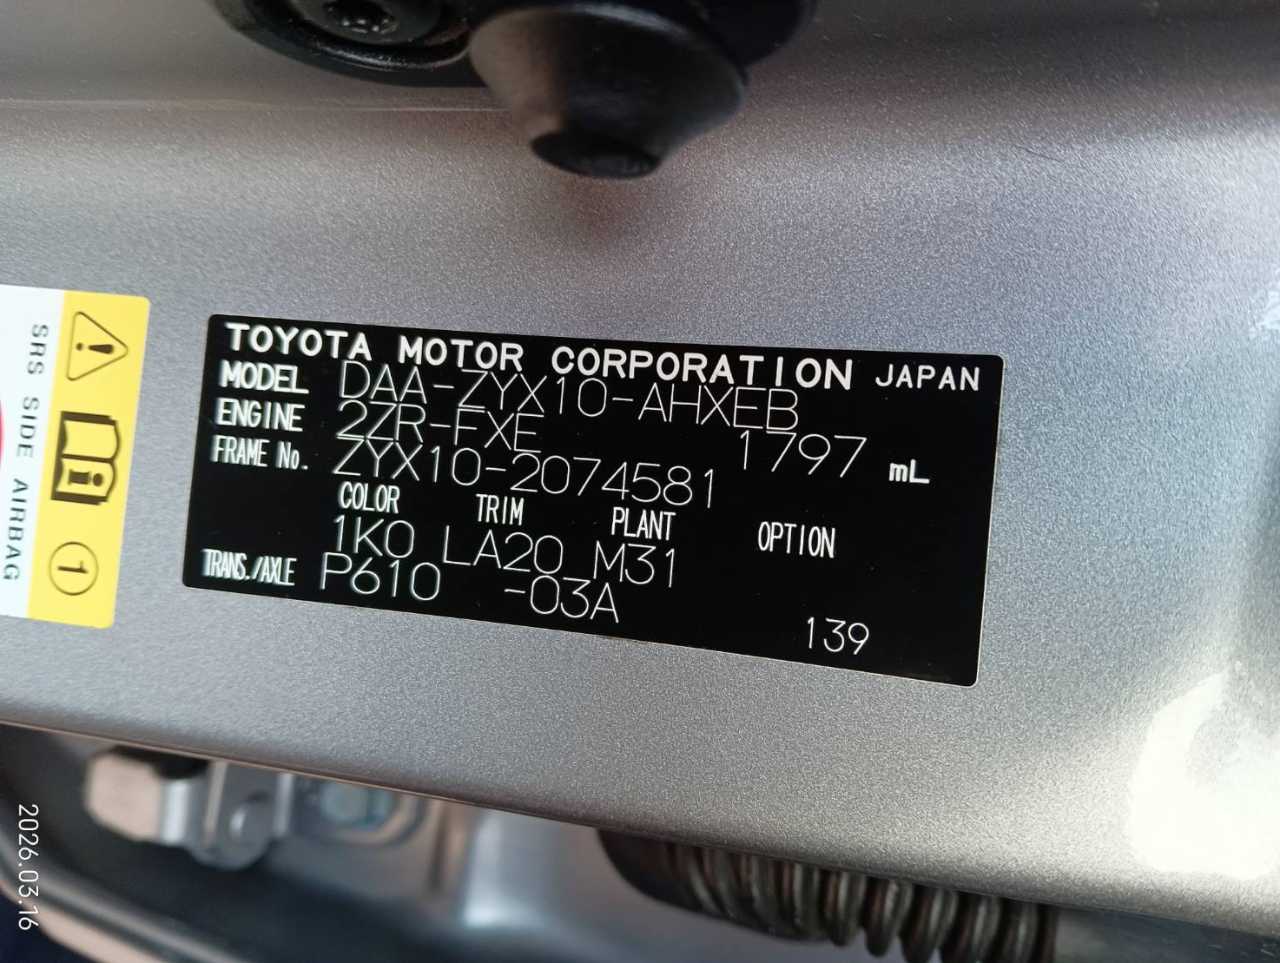 TOYOTA MOTOR CORPORATION JAPAN
MODEL DAA-ZYX10-AHXEB
ENGINE 2ZR-FXE 1797 mL
FRAME No. ZYX10-2074581
COLOR TRIM PLANT OPTION
1K0 LA20 M31
TRANS./AXLE P610 -03A
139
SRS SIDE AIRBAG
1
2026.03.16